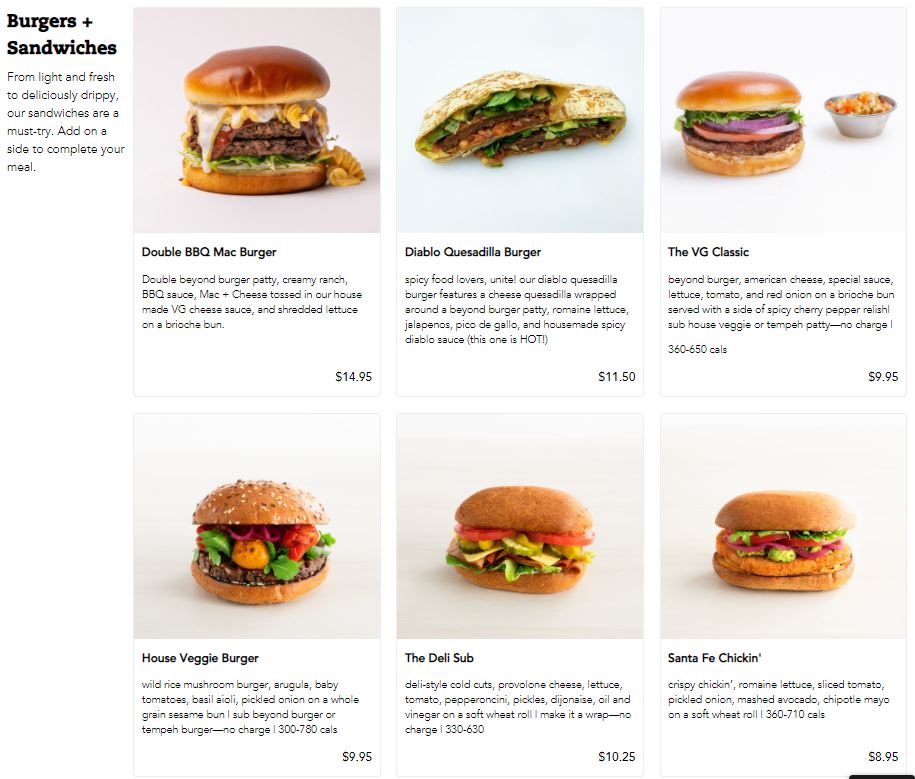 Burgers +
Sandwiches
From light and fresh
to deliciously drippy,
our sandwiches are a
must-try. Add on a
side to complete your
meal.
Double BBQ Mac Burger
Double beyond burger patty, creamy ranch,
BBQ sauce, Mac + Cheese tossed in our house
made VG cheese sauce, and shredded lettuce
on a brioche bun.
$14.95
Diablo Quesadilla Burger
spicy food lovers, unite! our diablo quesadilla
burger features a cheese quesadilla wrapped
around a beyond burger patty, romaine lettuce,
jalapenos, pico de gallo, and housemade spicy
diablo sauce (this one is HOT!)
$11.50
The VG Classic
beyond burger, american cheese, special sauce,
lettuce, tomato, and red onion on a brioche bun
served with a side of spicy cherry pepper relish|
sub house veggie or tempeh patty—no charge |
360-650 cals
$9.95
House Veggie Burger
wild rice mushroom burger, arugula, baby
tomatoes, basil aioli, pickled onion on a whole
grain sesame bun | sub beyond burger or
tempeh burger—no charge | 300-780 cals
$9.95
The Deli Sub
deli-style cold cuts, provolone cheese, lettuce,
tomato, pepperoncini, pickles, dijonaise, oil and
vinegar on a soft wheat roll | make it a wrap—no
charge | 330-630
$10.25
Santa Fe Chickin'
crispy chickin’, romaine lettuce, sliced tomato,
pickled onion, mashed avocado, chipotle mayo
on a soft wheat roll | 360-710 cals
$8.95